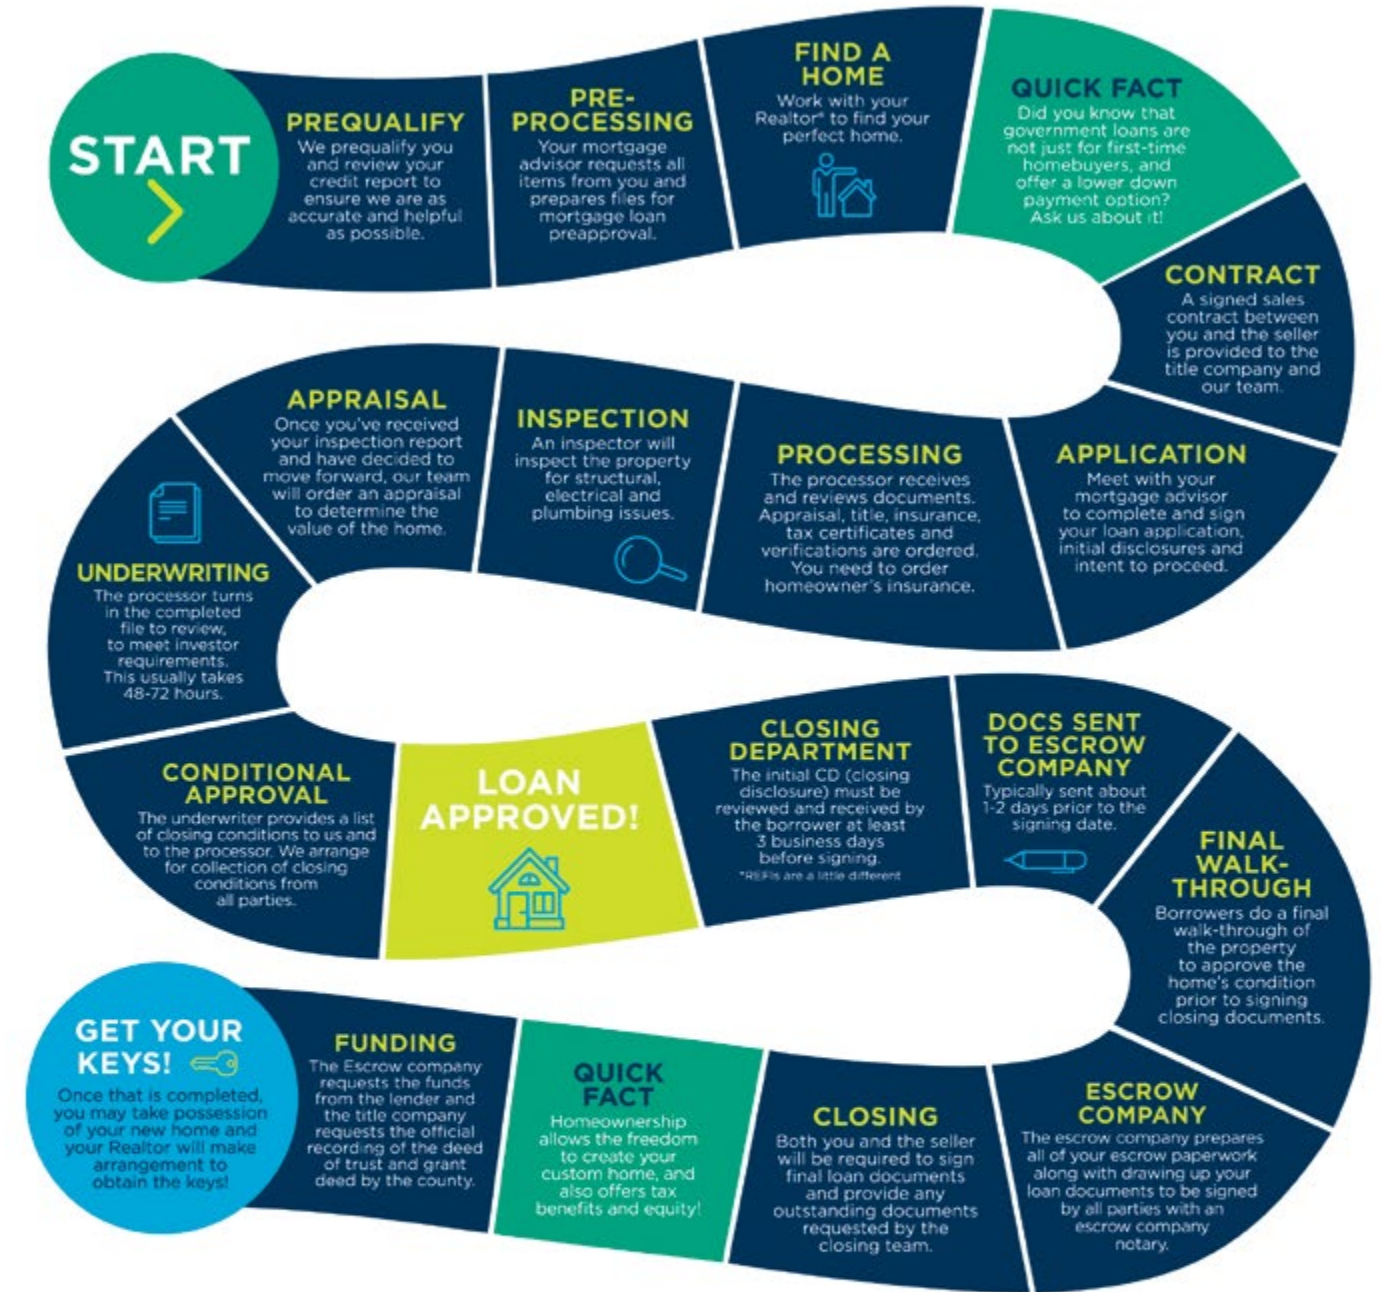 START
PREQUALIFY
We prequalify you
and review your
credit report to
ensure we are as
accurate and helpful
as possible.
PRE-
PROCESSING
Your mortgage
advisor requests all
items from you and
prepares files for
mortgage loan
preapproval.
FIND A
HOME
Work with your
Realtor® to find your
perfect home.
QUICK FACT
Did you know that
government loans are
not just for first-time
homebuyers, and
offer a lower down
payment option?
Ask us about it!
CONTRACT
A signed sales
contract between
you and the seller
is provided to the
title company and
our team.
APPLICATION
Meet with your
mortgage advisor
to complete and sign
your loan application,
initial disclosures and
intent to proceed.
PROCESSING
The processor receives
and reviews documents.
Appraisal, title, insurance,
tax certificates and
verifications are ordered.
You need to order
homeowner's insurance.
INSPECTION
An inspector will
inspect the property
for structural,
electrical and
plumbing issues.
APPRAISAL
Once you've received
your inspection report
and have decided to
move forward, our team
will order an appraisal
to determine the
value of the home.
UNDERWRITING
The processor turns
in the completed
file to review,
to meet investor
requirements.
This usually takes
48-72 hours.
CONDITIONAL
APPROVAL
The underwriter provides a list
of closing conditions to us and
to the processor. We arrange
for collection of closing
conditions from
all parties.
LOAN
APPROVED!
CLOSING
DEPARTMENT
The initial CD (closing
disclosure) must be
reviewed and received by
the borrower at least
3 business days
before signing.
*REFIs are a little different
DOCS SENT
TO ESCROW
COMPANY
Typically sent about
1-2 days prior to the
signing date.
FINAL
WALK-
THROUGH
Borrowers do a final
walk-through of
the property
to approve the
home's condition
prior to signing
closing documents.
ESCROW
COMPANY
The escrow company prepares
all of your escrow paperwork
along with drawing up your
loan documents to be signed
by all parties with an
escrow company
notary.
CLOSING
Both you and the seller
will be required to sign
final loan documents
and provide any
outstanding documents
requested by the
closing team.
QUICK
FACT
Homeownership
allows the freedom
to create your
custom home, and
also offers tax
benefits and equity!
FUNDING
The Escrow company
requests the funds
from the lender and
the title company
requests the official
recording of the deed
of trust and grant
deed by the county.
GET YOUR
KEYS!
Once that is completed,
you may take possession
of your new home and
your Realtor will make
arrangement to
obtain the keys!